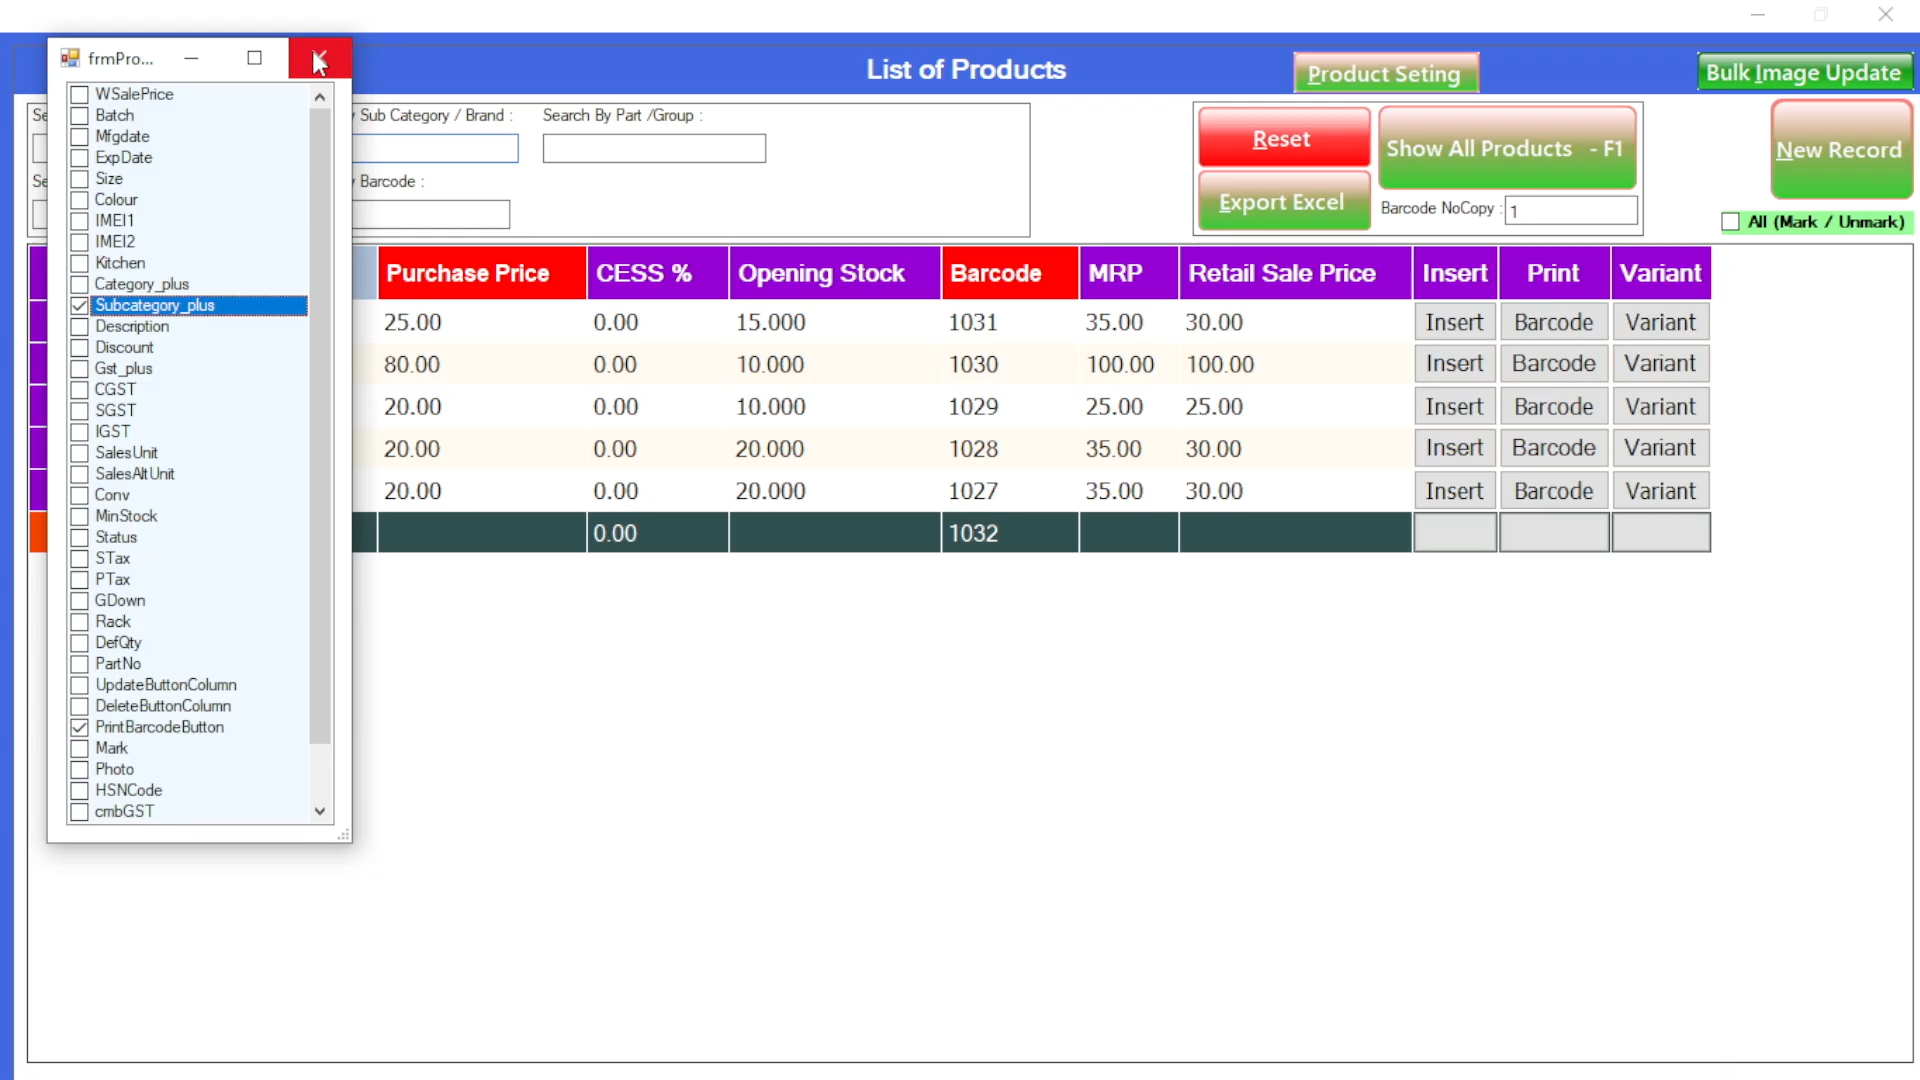 frmPro...
List of Products
Product Seting
Bulk Image Update
WSalePrice
Batch
Mfgdate
ExpDate
Size
Colour
IMEI1
IMEI2
Kitchen
Category_plus
Subcategory_plus
Description
Discount
Gst_plus
CGST
SGST
IGST
SalesUnit
SalesAltUnit
Conv
MinStock
Status
STax
PTax
GDown
Rack
DefQty
PartNo
UpdateButtonColumn
DeleteButtonColumn
PrintBarcodeButton
Mark
Photo
HSNCode
cmbGST
Se
Sub Category / Brand :
Search By Part /Group :
Se
Barcode :
Reset
Show All Products - F1
New Record
Export Excel
Barcode NoCopy : 1
All (Mark / Unmark)
Purchase Price CESS % Opening Stock Barcode MRP Retail Sale Price Insert Print Variant
25.00 0.00 15.000 1031 35.00 30.00 Insert Barcode Variant
80.00 0.00 10.000 1030 100.00 100.00 Insert Barcode Variant
20.00 0.00 10.000 1029 25.00 25.00 Insert Barcode Variant
20.00 0.00 20.000 1028 35.00 30.00 Insert Barcode Variant
20.00 0.00 20.000 1027 35.00 30.00 Insert Barcode Variant
0.00 1032